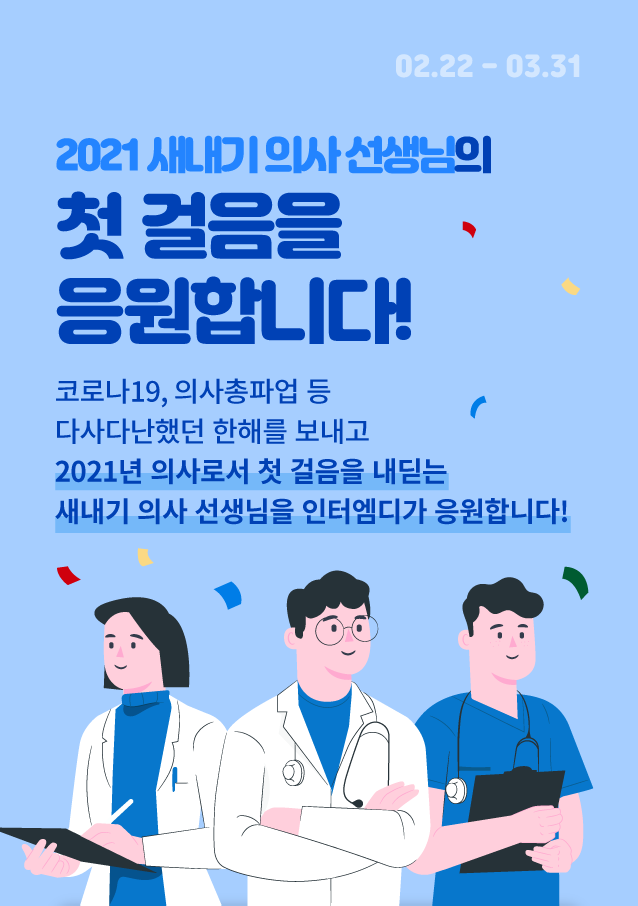 02.22 - 03.31
2021 새내기 의사 선생님의
첫 걸음을
응원합니다!
코로나19, 의사총파업 등
다사다난했던 한해를 보내고
2021년 의사로서 첫 걸음을 내딛는
새내기 의사 선생님을 인터엠디가 응원합니다!